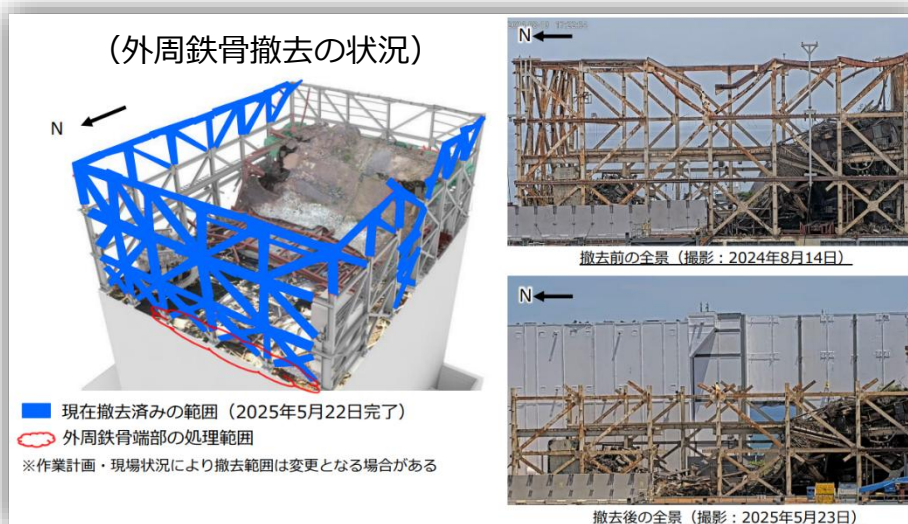 （外周鉄骨撤去の状況）
N
現在撤去済みの範囲（2025年5月22日完了）
外周鉄骨端部の処理範囲
※作業計画・現場状況により撤去範囲は変更となる場合がある
N
撤去前の全景（撮影：2024年8月14日）
N
撤去後の全景（撮影：2025年5月23日）